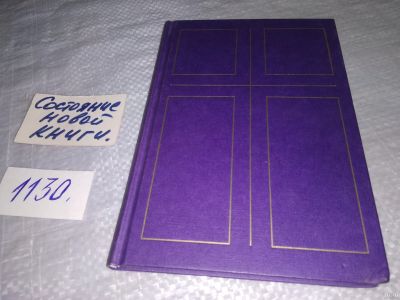 Состояние
новой
книги.
1130.